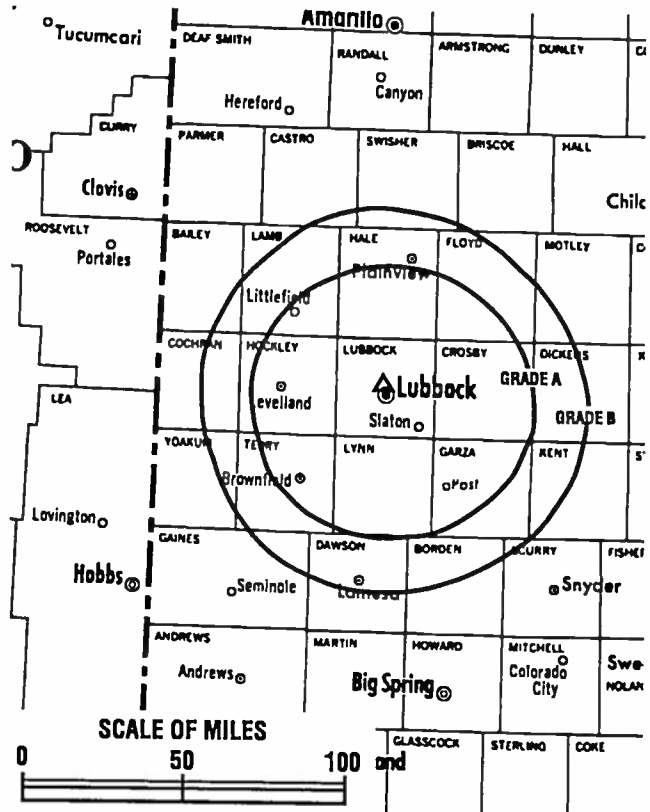 Amarillo
Tucumcari
DEAF SMITH
RANDALL
ARMSTRONG
DONLEY
Canyon
Hereford
CURRY
PARMER
CASTRO
SWISHER
BRISCOE
HALL
Clovis
Chilc
ROOSEVELT
BAILEY
LAMB
HALE
FLOYD
MOTLEY
Portales
Plainview
Littlefield
COCHRAN
HOCKLEY
LUBBOCK
CROSBY
DICKENS
GRADE A
LEA
evelland
Lubbock
GRADE B
Slaton
YOAKUM
TERRY
LYNN
GARZA
KENT
Brownfield
Post
Lovington
GAINES
DAWSON
BORDEN
SCURRY
FISHER
Hobbs
Seminole
Lamesa
Snyder
ANDREWS
MARTIN
HOWARD
MITCHELL
Swe
Andrews
Big Spring
Colorado
City
NOLAN
SCALE OF MILES
0 50 100
and
GLASSCOCK
STERLING
COKE